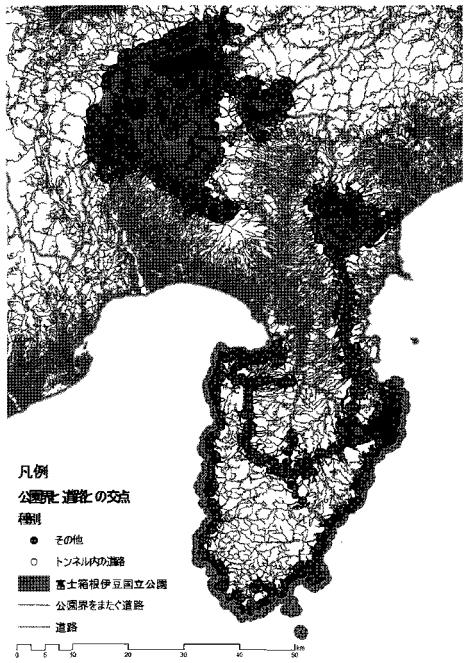 凡例
公園界と道路との交点
種別
その他
トンネル内の道路
富士箱根伊豆国立公園
公園界をまたぐ道路
道路
0 5 10 20 30 40 50 km